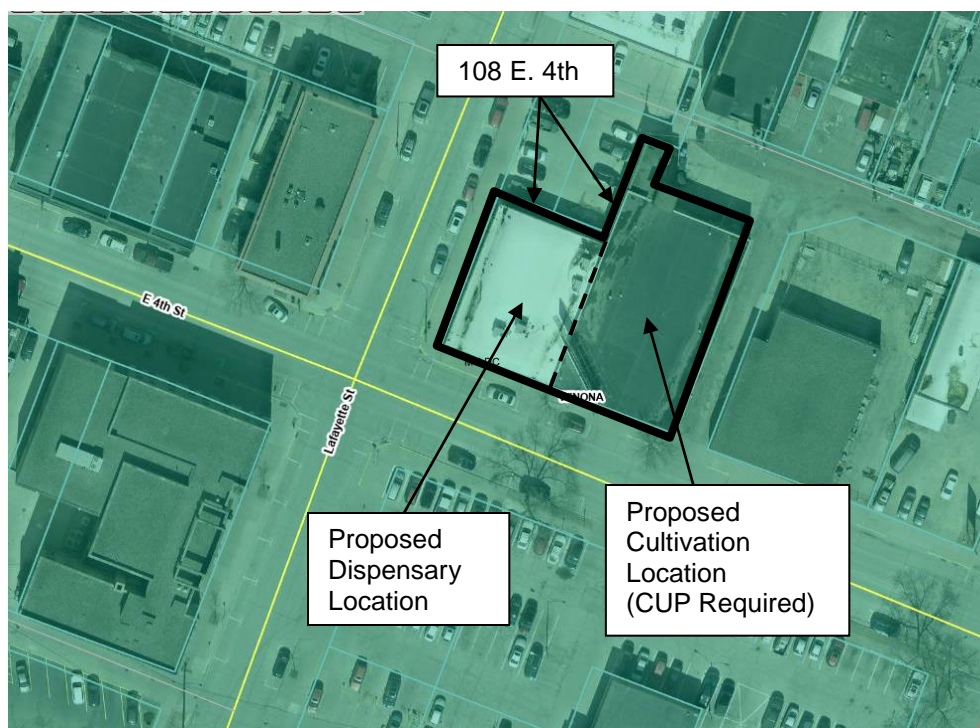 108 E. 4th
E 4th St
Lafayette St
Proposed
Dispensary
Location
Proposed
Cultivation
Location
(CUP Required)